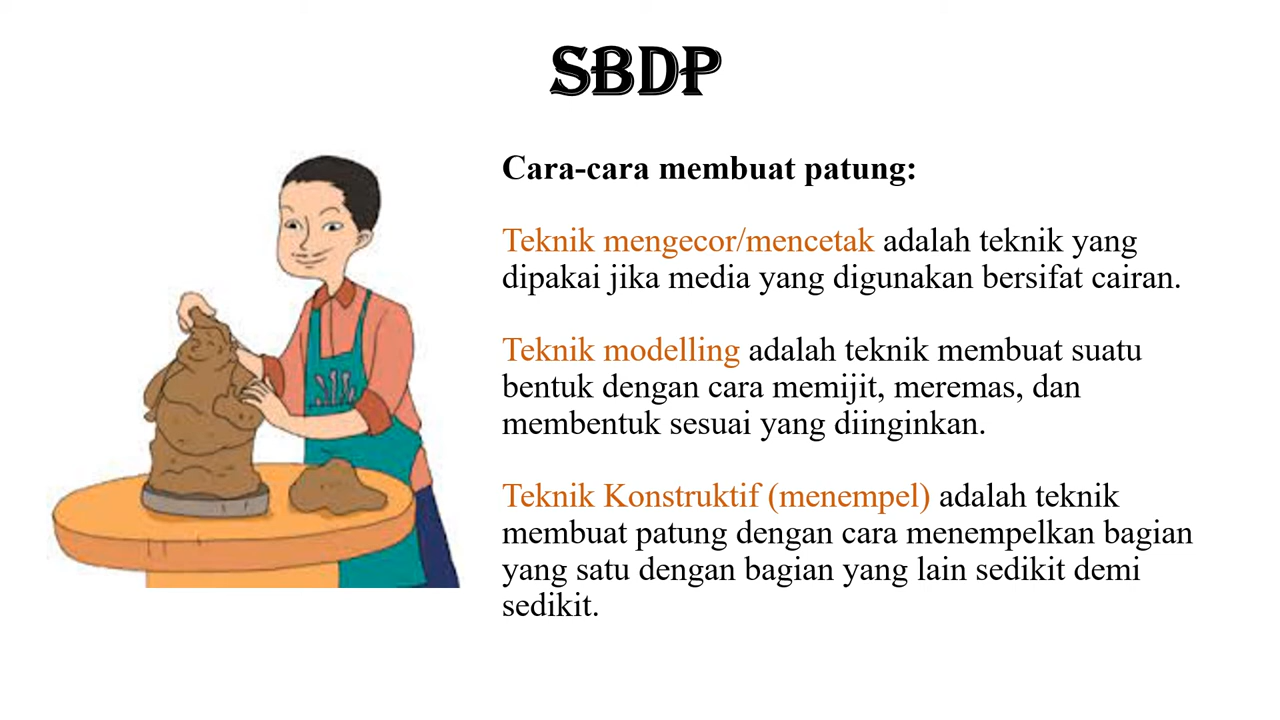 SBDP
Cara-cara membuat patung:
Teknik mengecor/mencetak adalah teknik yang
dipakai jika media yang digunakan bersifat cairan.
Teknik modelling adalah teknik membuat suatu
bentuk dengan cara memijit, meremas, dan
membentuk sesuai yang diinginkan.
Teknik Konstruktif (menempel) adalah teknik
membuat patung dengan cara menempelkan bagian
yang satu dengan bagian yang lain sedikit demi
sedikit.